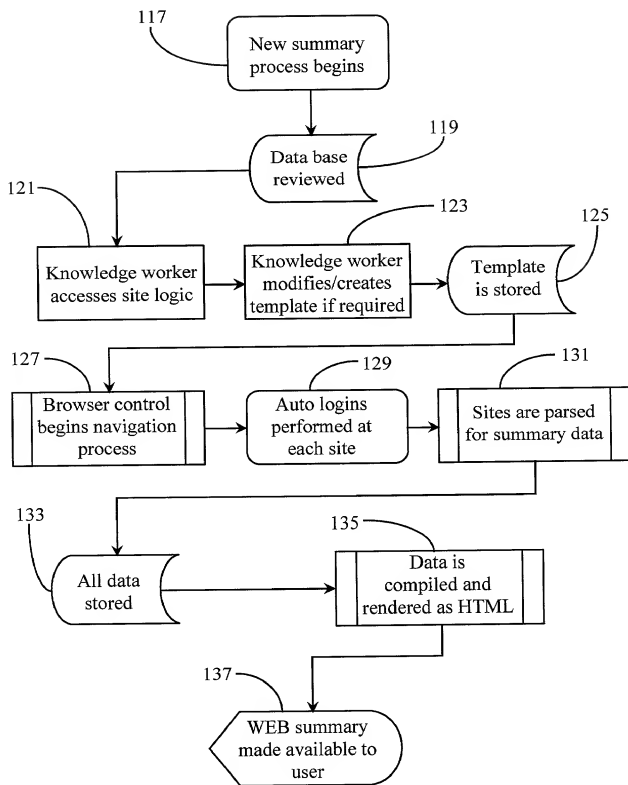 117
New summary
process begins
119
Data base
reviewed
121
Knowledge worker
accesses site logic
123
Knowledge worker
modifies/creates
template if required
125
Template
is stored
127
Browser control
begins navigation
process
129
Auto logins
performed at
each site
131
Sites are parsed
for summary data
133
All data
stored
135
Data is
compiled and
rendered as HTML
137
WEB summary
made available to
user